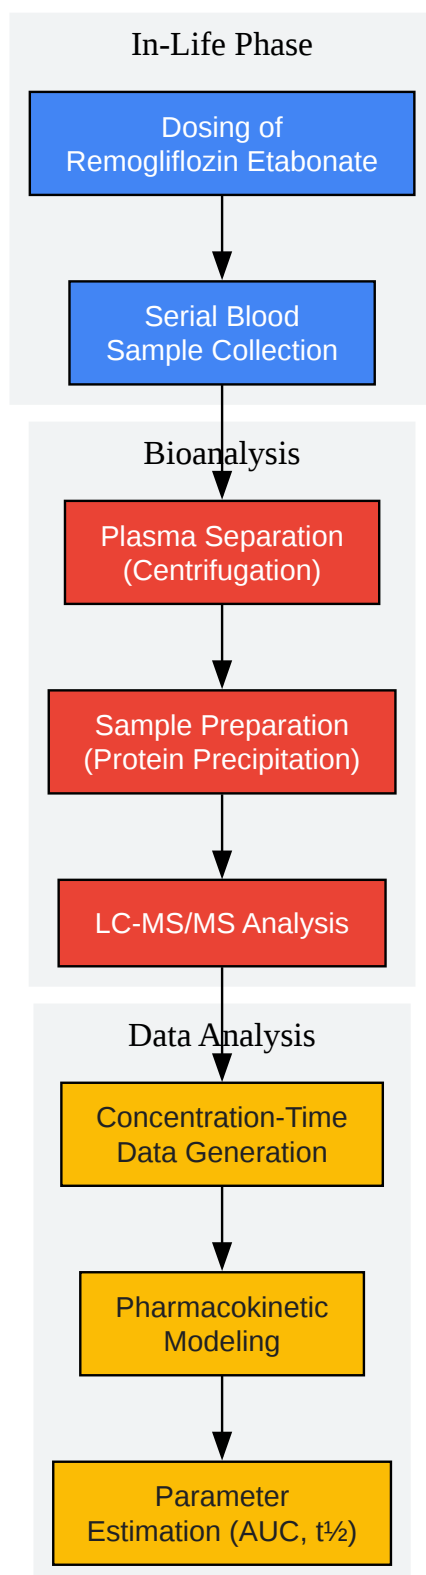 In-Life Phase
Dosing of
Remogliflozin Etabonate
Serial Blood
Sample Collection
Bioanalysis
Plasma Separation
(Centrifugation)
Sample Preparation
(Protein Precipitation)
LC-MS/MS Analysis
Data Analysis
Concentration-Time
Data Generation
Pharmacokinetic
Modeling
Parameter
Estimation (AUC, t½)